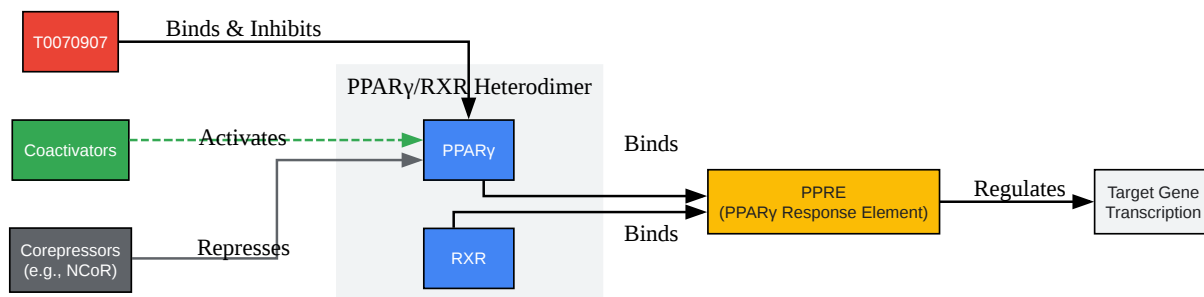 T0070907
Binds & Inhibits
PPARγ/RXR Heterodimer
Coactivators
Activates
PPARγ
Binds
PPRE
(PPARγ Response Element)
Regulates
Target Gene
Transcription
Corepressors
(e.g., NCoR)
Represses
RXR
Binds